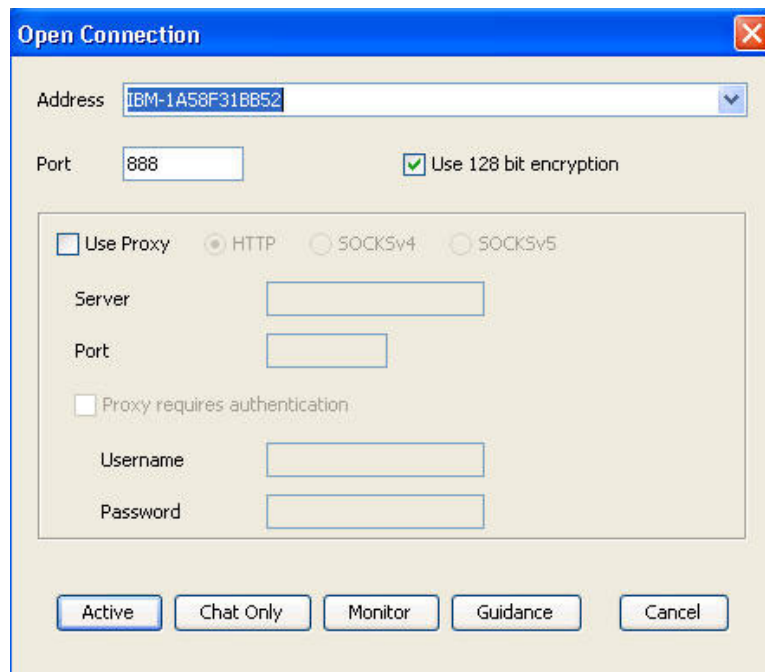 Open Connection
Address IBM-1A58F31BB52
Port 888 Use 128 bit encryption
Use Proxy HTTP SOCKSv4 SOCKSv5
Server
Port
Proxy requires authentication
Username
Password
Active Chat Only Monitor Guidance Cancel